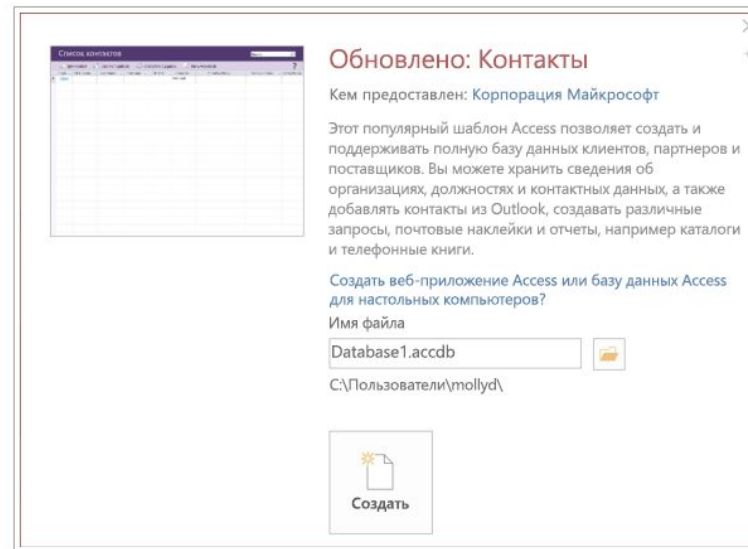 Список контактов
Обновлено: Контакты
Кем предоставлен: Корпорация Майкрософт
Этот популярный шаблон Access позволяет создать и
поддерживать полную базу данных клиентов, партнеров и
поставщиков. Вы можете хранить сведения об
организациях, должностях и контактных данных, а также
добавлять контакты из Outlook, создавать различные
запросы, почтовые наклейки и отчеты, например каталоги
и телефонные книги.
Создать веб-приложение Access или базу данных Access
для настольных компьютеров?
Имя файла
Database1.accdb
C:\Пользователи\mollyd\
Создать